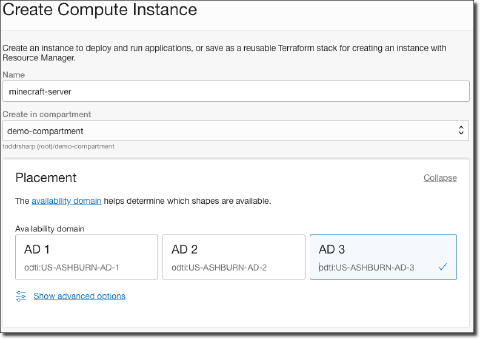 Create Compute Instance
Create an instance to deploy and run applications, or save as a reusable Terraform stack for creating an instance with
Resource Manager.
Name
minecraft-server
Create in compartment
demo-compartment
toddrsharp (root)/demo-compartment
Placement
Collapse
The availability domain helps determine which shapes are available.
Availability domain
AD 1
AD 2
AD 3
odti:US-ASHBURN-AD-1
odti:US-ASHBURN-AD-2
bdti:US-ASHBURN-AD-3
Show advanced options